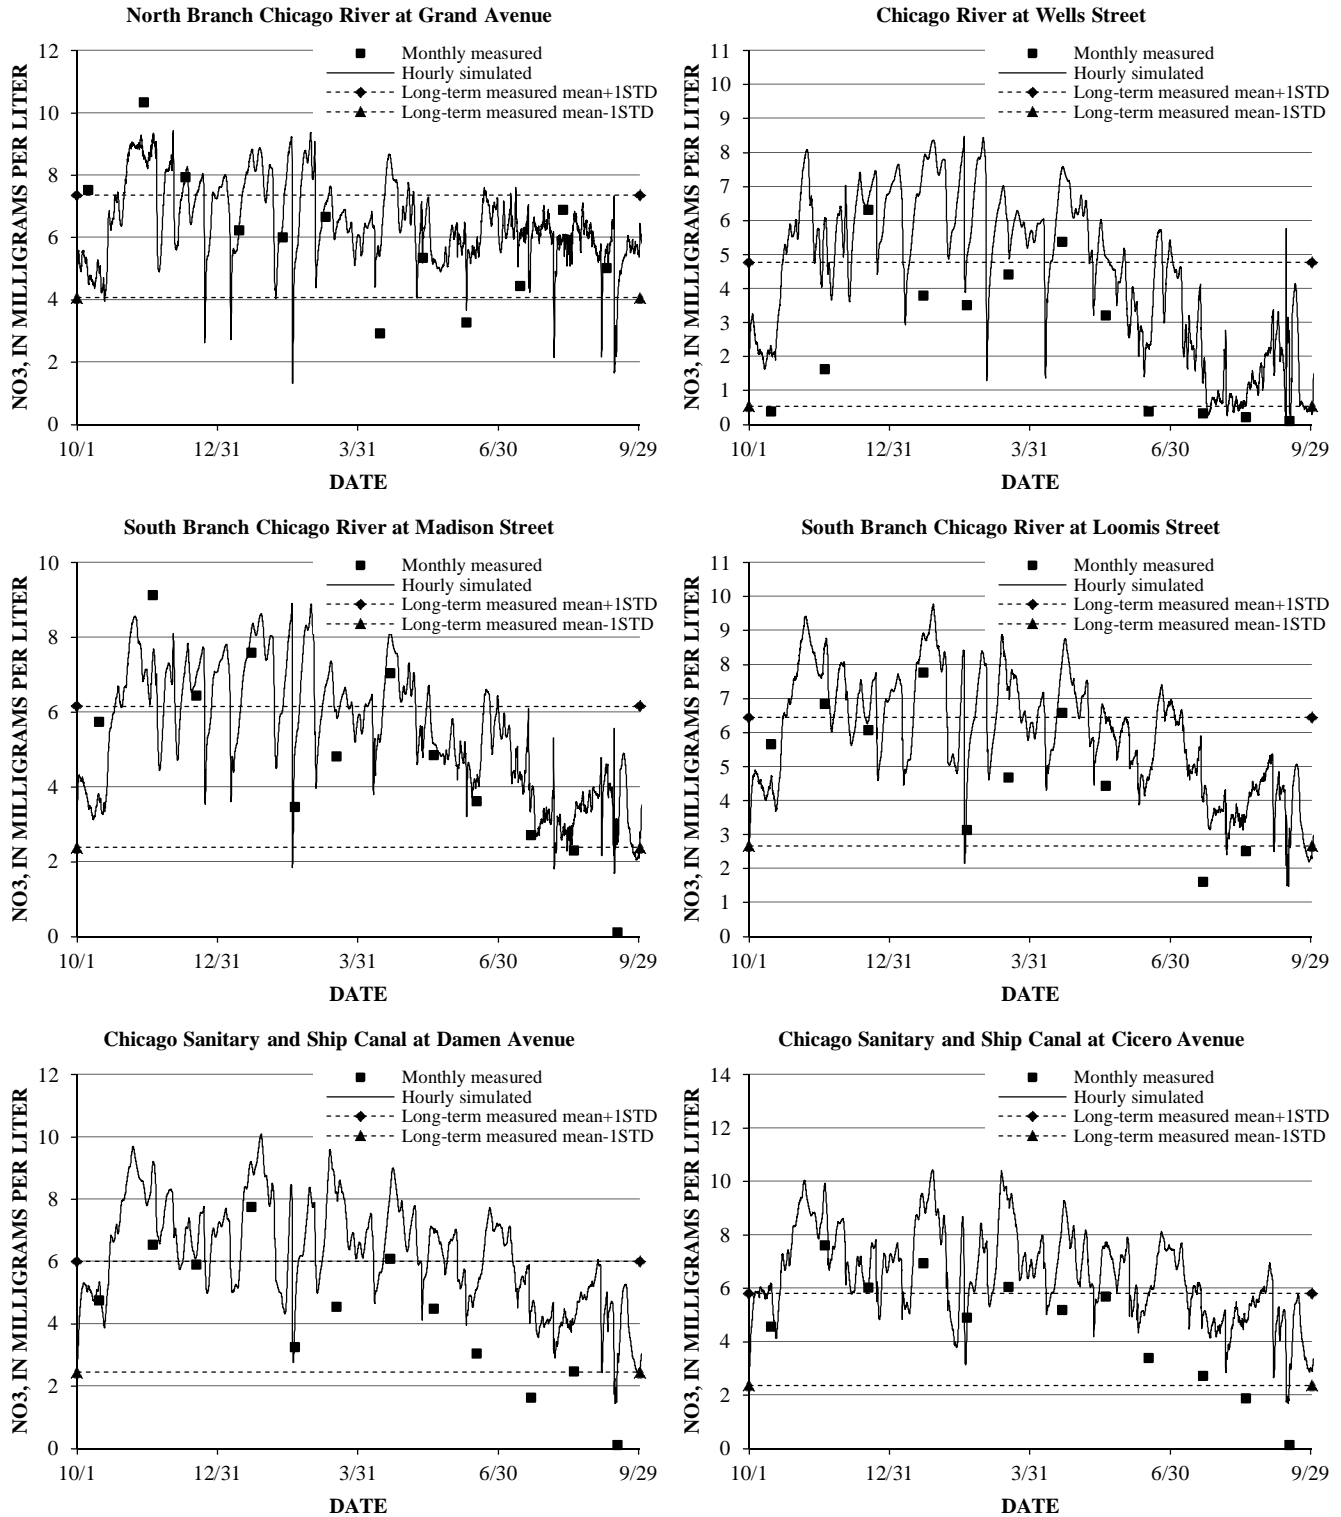 North Branch Chicago River at Grand Avenue
NO3, IN MILLIGRAMS PER LITER
12
10
8
6
4
2
0
Monthly measured
Hourly simulated
Long-term measured mean+1STD
Long-term measured mean-1STD
10/1 12/31 3/31 6/30 9/29
DATE
Chicago River at Wells Street
NO3, IN MILLIGRAMS PER LITER
11
10
9
8
7
6
5
4
3
2
1
0
Monthly measured
Hourly simulated
Long-term measured mean+1STD
Long-term measured mean-1STD
10/1 12/31 3/31 6/30 9/29
DATE
South Branch Chicago River at Madison Street
NO3, IN MILLIGRAMS PER LITER
10
8
6
4
2
0
Monthly measured
Hourly simulated
Long-term measured mean+1STD
Long-term measured mean-1STD
10/1 12/31 3/31 6/30 9/29
DATE
South Branch Chicago River at Loomis Street
NO3, IN MILLIGRAMS PER LITER
11
10
9
8
7
6
5
4
3
2
1
0
Monthly measured
Hourly simulated
Long-term measured mean+1STD
Long-term measured mean-1STD
10/1 12/31 3/31 6/30 9/29
DATE
Chicago Sanitary and Ship Canal at Damen Avenue
NO3, IN MILLIGRAMS PER LITER
12
10
8
6
4
2
0
Monthly measured
Hourly simulated
Long-term measured mean+1STD
Long-term measured mean-1STD
10/1 12/31 3/31 6/30 9/29
DATE
Chicago Sanitary and Ship Canal at Cicero Avenue
NO3, IN MILLIGRAMS PER LITER
14
12
10
8
6
4
2
0
Monthly measured
Hourly simulated
Long-term measured mean+1STD
Long-term measured mean-1STD
10/1 12/31 3/31 6/30 9/29
DATE